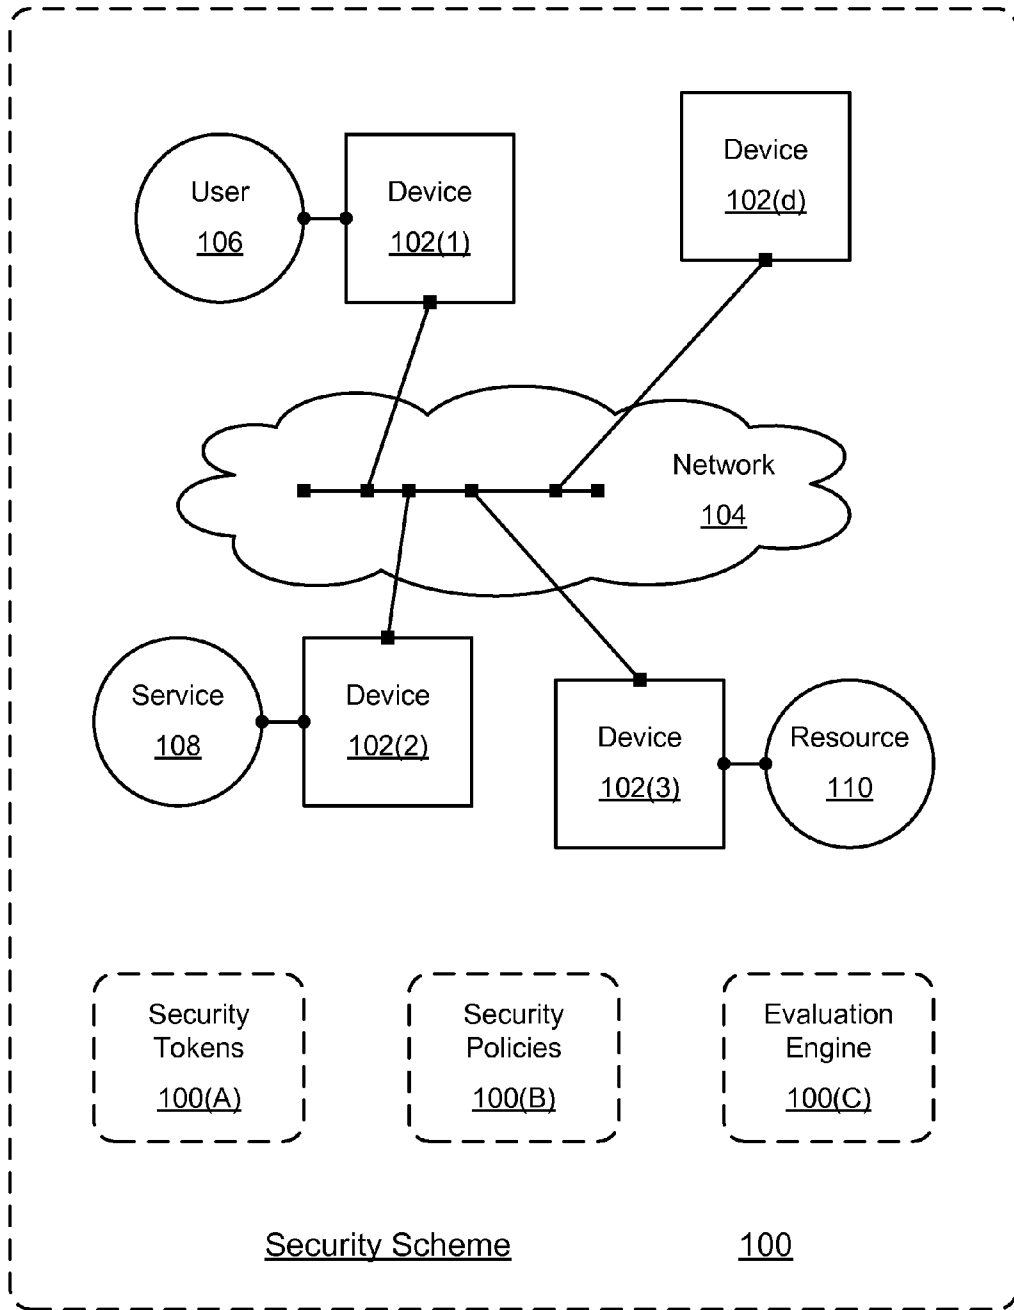 Device
102(d)
User
106
Device
102(1)
Network
104
Service
108
Device
102(2)
Device
102(3)
Resource
110
Security
Tokens
100(A)
Security
Policies
100(B)
Evaluation
Engine
100(C)
Security Scheme 100